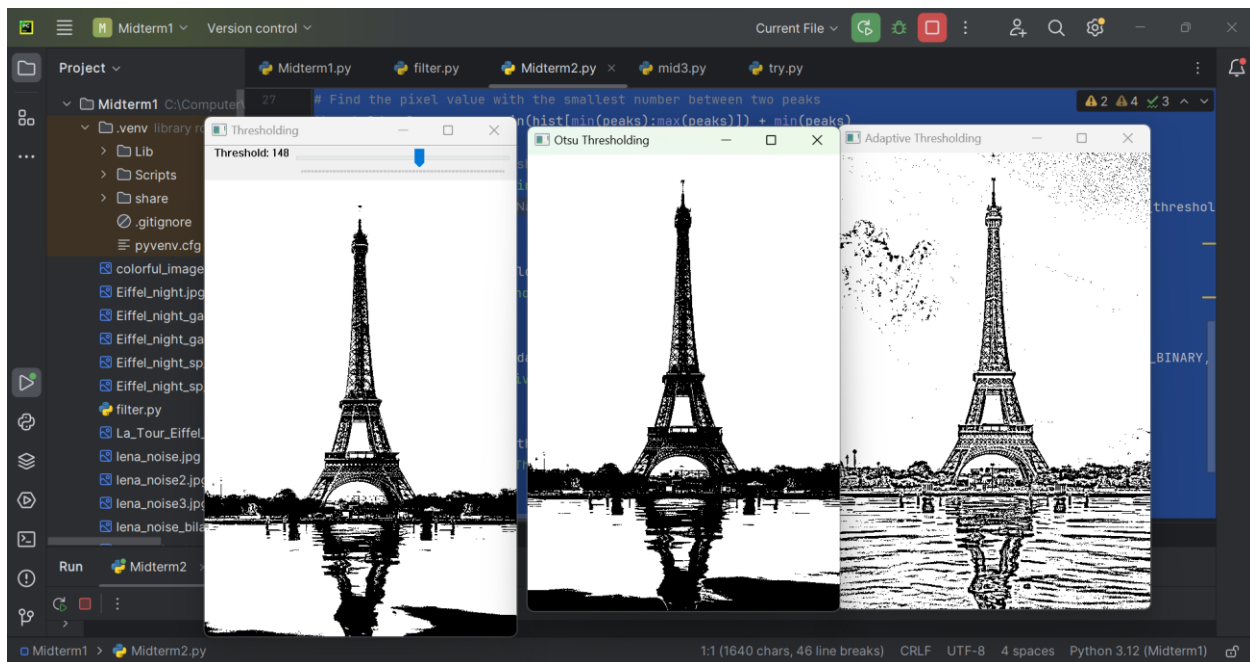 M Midterm1 Version control Current File
Project Midterm1.py filter.py Midterm2.py mid3.py try.py
Midterm1 C:\Computer 27 # Find the pixel value with the smallest number between two peaks 2 4 3
.venv library n(hist[min(peaks):max(peaks)]) + min(peaks)
Thresholding Otsu Thresholding Adaptive Thresholding
Lib Threshold: 148
Scripts
share threshol
.gitignore
pyvenv.cfg
colorful_image
Eiffel_night.jpg
Eiffel_night_ga
Eiffel_night_ga
Eiffel_night_sp _BINARY,
Eiffel_night_sp
filter.py
La_Tour_Eiffel_
lena_noise.jpg
lena_noise2.jpg
lena_noise3.jpg
lena_noise_bila
Run Midterm2
Midterm1 > Midterm2.py 1:1 (1640 chars, 46 line breaks) CRLF UTF-8 4 spaces Python 3.12 (Midterm1)